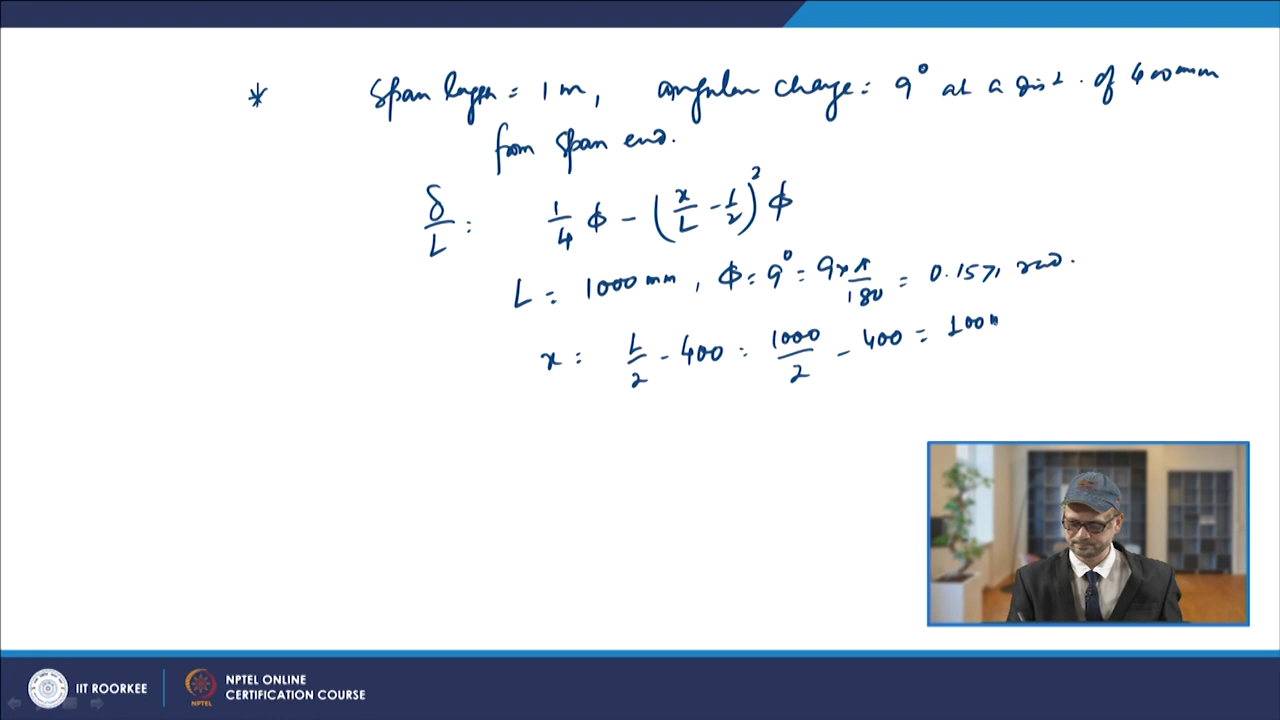 * Span length = 1 m, angular change = 9° at a dist. of 400mm
from span end.
δ/L = 1/4 φ - (x/L - 1/2)² φ
L = 1000 mm, φ = 9° = 9 x π/180 = 0.1571 rad.
x = L/2 - 400 = 1000/2 - 400 = 100
IIT ROORKEE
NPTEL
NPTEL ONLINE
CERTIFICATION COURSE